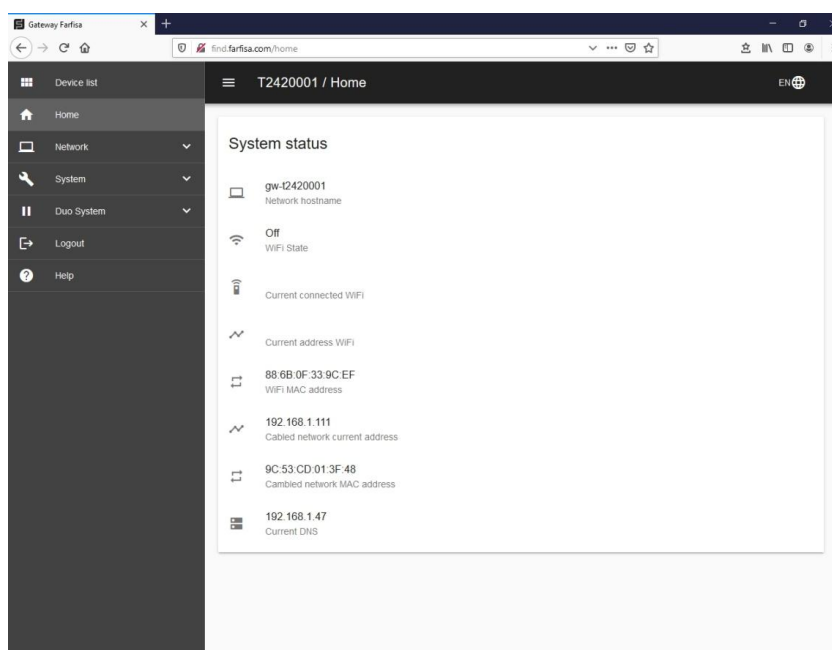 Gateway Farfisa
find.farfisa.com/home
Device list
Home
Network
System
Duo System
Logout
Help
T2420001 / Home
EN
System status
gw-t2420001
Network hostname
Off
WiFi State
Current connected WiFi
Current address WiFi
88:6B:0F:33:9C:EF
WiFi MAC address
192.168.1.111
Cabled network current address
9C:53:CD:01:3F:48
Cambled network MAC address
192.168.1.47
Current DNS